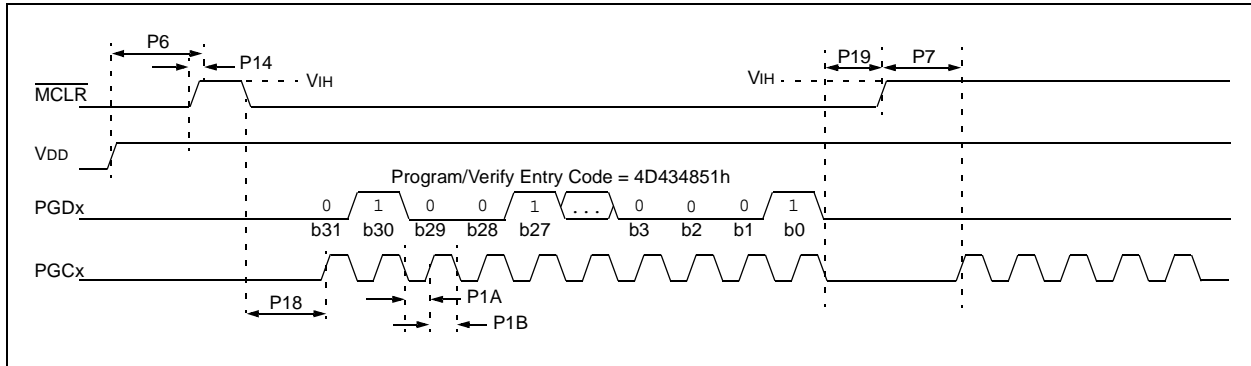 P6
P14
VIH
MCLR
VDD
VIH
P19
P7
Program/Verify Entry Code = 4D434851h
PGDx
0 1 0 0 1 ... 0 0 0 1
b31 b30 b29 b28 b27 b3 b2 b1 b0
PGCx
P18
P1A
P1B